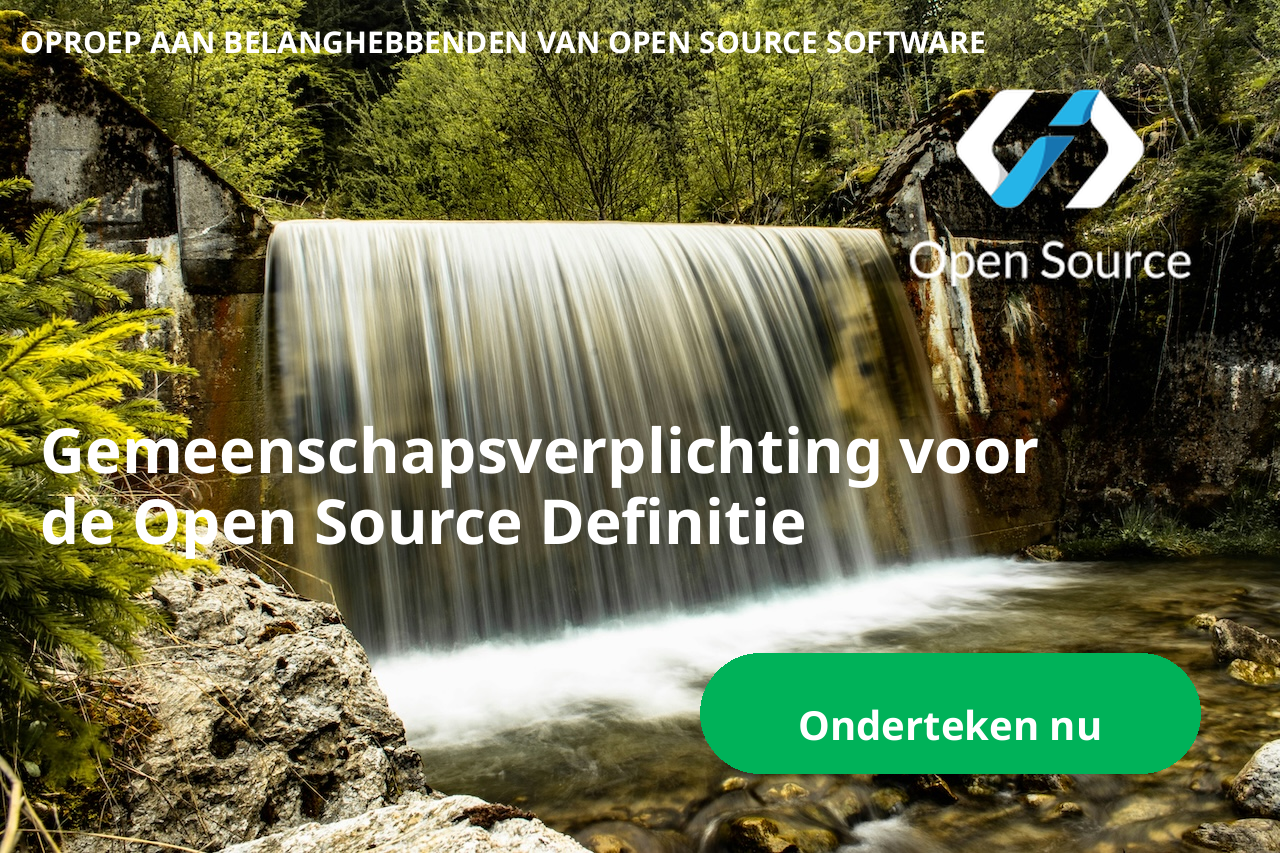 OPROEP AAN BELANGHEBBENDEN VAN OPEN SOURCE SOFTWARE
Open Source
Gemeenschapsverplichting voor
de Open Source Definitie
Onderteken nu